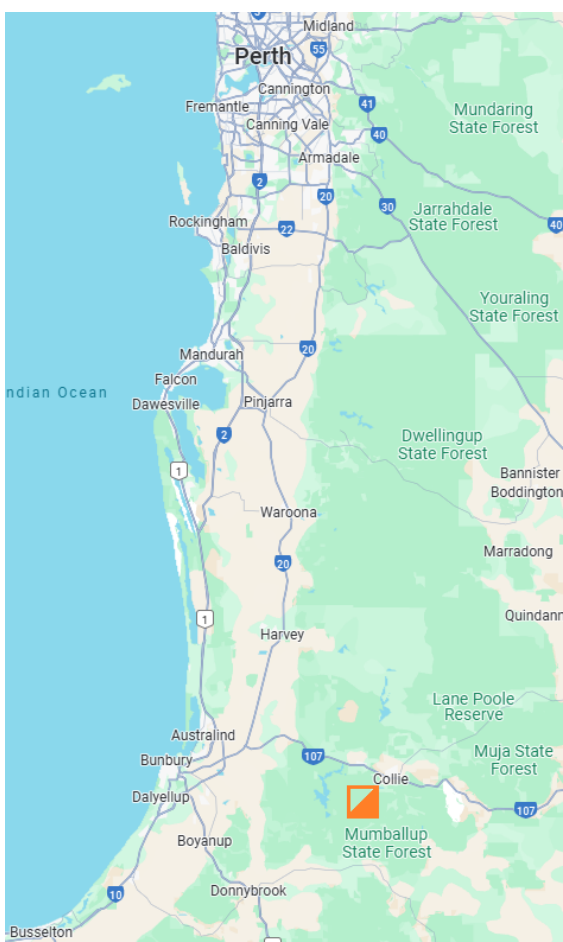 Midland
Perth
55
Cannington
Fremantle
41
Mundaring
State Forest
Canning Vale
40
Armadale
2
20
30
Jarrahdale
State Forest
40
Rockingham
22
Baldivis
Youraling
State Forest
20
Mandurah
Falcon
ndian Ocean
Dawesville
Pinjarra
2
Dwellingup
State Forest
1
Bannister
Boddington
Waroona
Marradong
20
1
Quindann
Harvey
Lane Poole
Reserve
Australind
107
Muja State
Forest
Bunbury
Collie
Dalyellup
107
Mumballup
State Forest
Boyanup
10
Donnybrook
Busselton